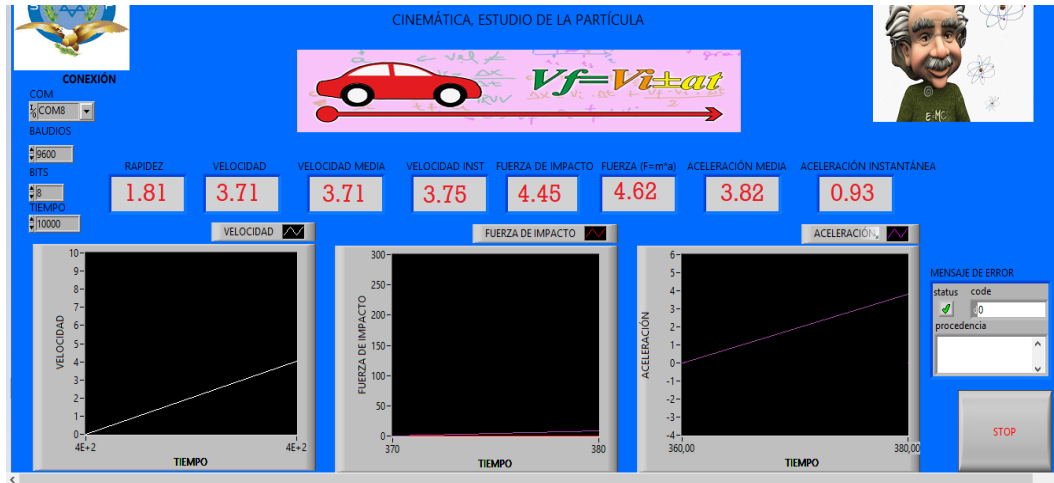 CINEMÁTICA, ESTUDIO DE LA PARTÍCULA
Vf=Vi±at
E=MC
CONEXIÓN
COM
COM8
BAUDIOS
9600
BITS
8
TIEMPO
10000
RAPIDEZ VELOCIDAD VELOCIDAD MEDIA VELOCIDAD INST FUERZA DE IMPACTO FUERZA (F=m*a) ACELERACIÓN MEDIA ACELERACIÓN INSTANTÁNEA
1.81 3.71 3.71 3.75 4.45 4.62 3.82 0.93
VELOCIDAD
10
9
8
7
6
5
4
3
2
1
0
VELOCIDAD
4E+2 4E+2
TIEMPO
FUERZA DE IMPACTO
300
250
200
150
100
50
0
FUERZA DE IMPACTO
370 380
TIEMPO
ACELERACIÓN
6
5
4
3
2
1
0
-1
-2
-3
-4
ACELERACIÓN
360,00 380,00
TIEMPO
MENSAJE DE ERROR
status code
0
procedencia
STOP